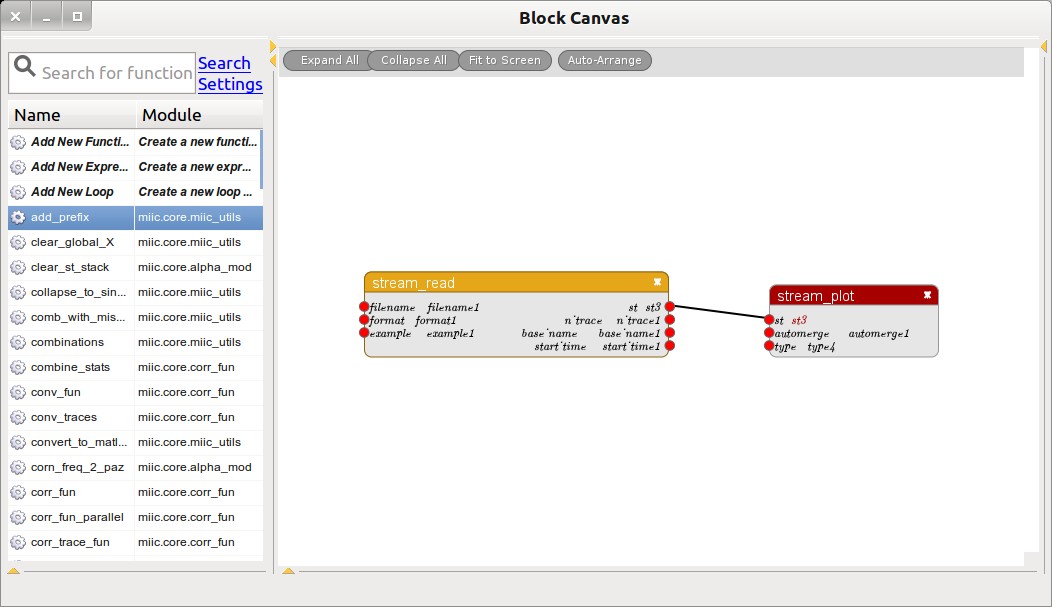 Block Canvas
Search for function
Search Settings
Expand All Collapse All Fit to Screen Auto-Arrange
Name Module
Add New Functi... Create a new functi...
Add New Expre... Create a new expr...
Add New Loop Create a new loop ...
add_prefix miic.core.miic_utils
clear_global_X miic.core.miic_utils
clear_st_stack miic.core.alpha_mod
collapse_to_sin... miic.core.miic_utils
comb_with_mis... miic.core.miic_utils
combinations miic.core.miic_utils
combine_stats miic.core.corr_fun
conv_fun miic.core.corr_fun
conv_traces miic.core.corr_fun
convert_to_matl... miic.core.miic_utils
corn_freq_2_paz miic.core.alpha_mod
corr_fun miic.core.corr_fun
corr_fun_parallel miic.core.corr_fun
corr_trace_fun miic.core.corr_fun
stream_read
filename filename1 st st3
format format1 n˙trace n˙trace1
example example1 base˙name base˙name1
start˙time start˙time1
stream_plot
st st3
automerge automerge1
type type4